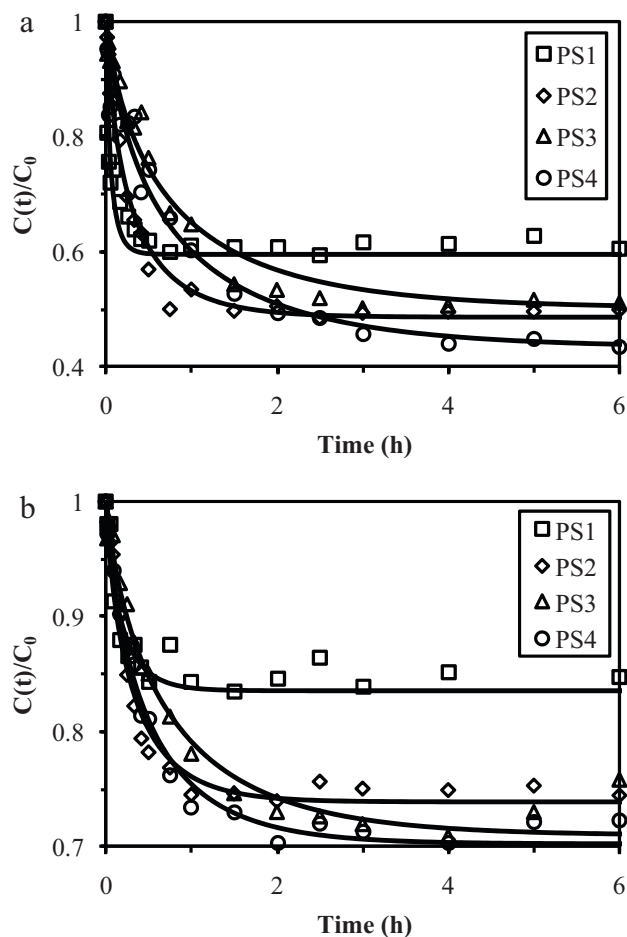 a
1
0.8
0.6
0.4
C(t)/C₀
PS1
PS2
PS3
PS4
0 2 4 6
Time (h)
b
1
0.9
0.8
0.7
C(t)/C₀
PS1
PS2
PS3
PS4
0 2 4 6
Time (h)